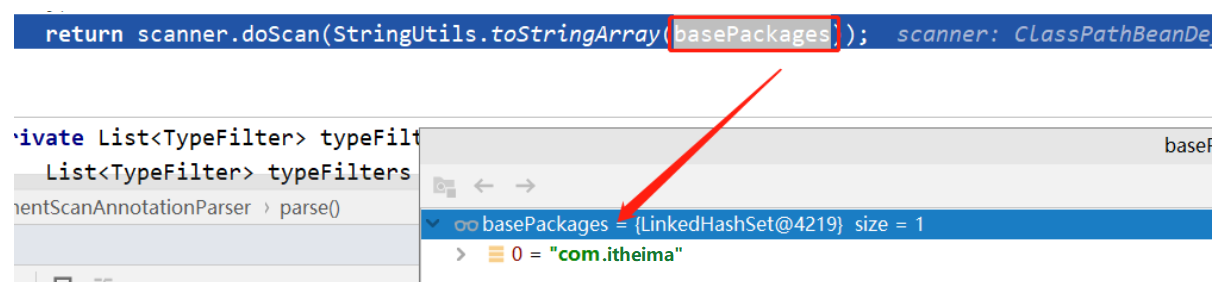 return scanner.doScan(StringUtils.toStringArray(basePackages)); scanner: ClassPathBeanDe
rivate List<TypeFilter> typeFilt
List<TypeFilter> typeFilters
baseP
nentScanAnnotationParser › parse()
basePackages = {LinkedHashSet@4219} size = 1
0 = "com.itheima"